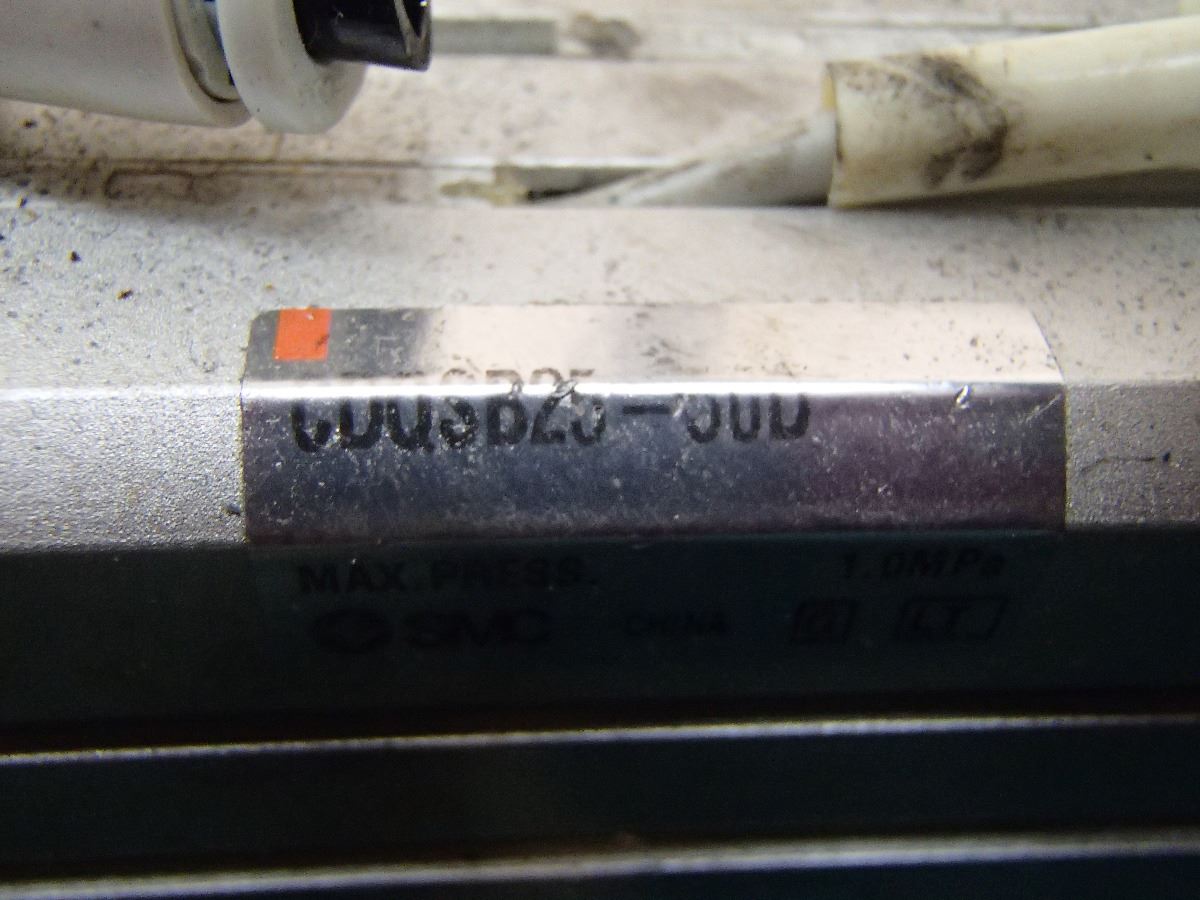 CDQSB25-50D
MAX.PRESS. 1.0MPa
SMC CHINA